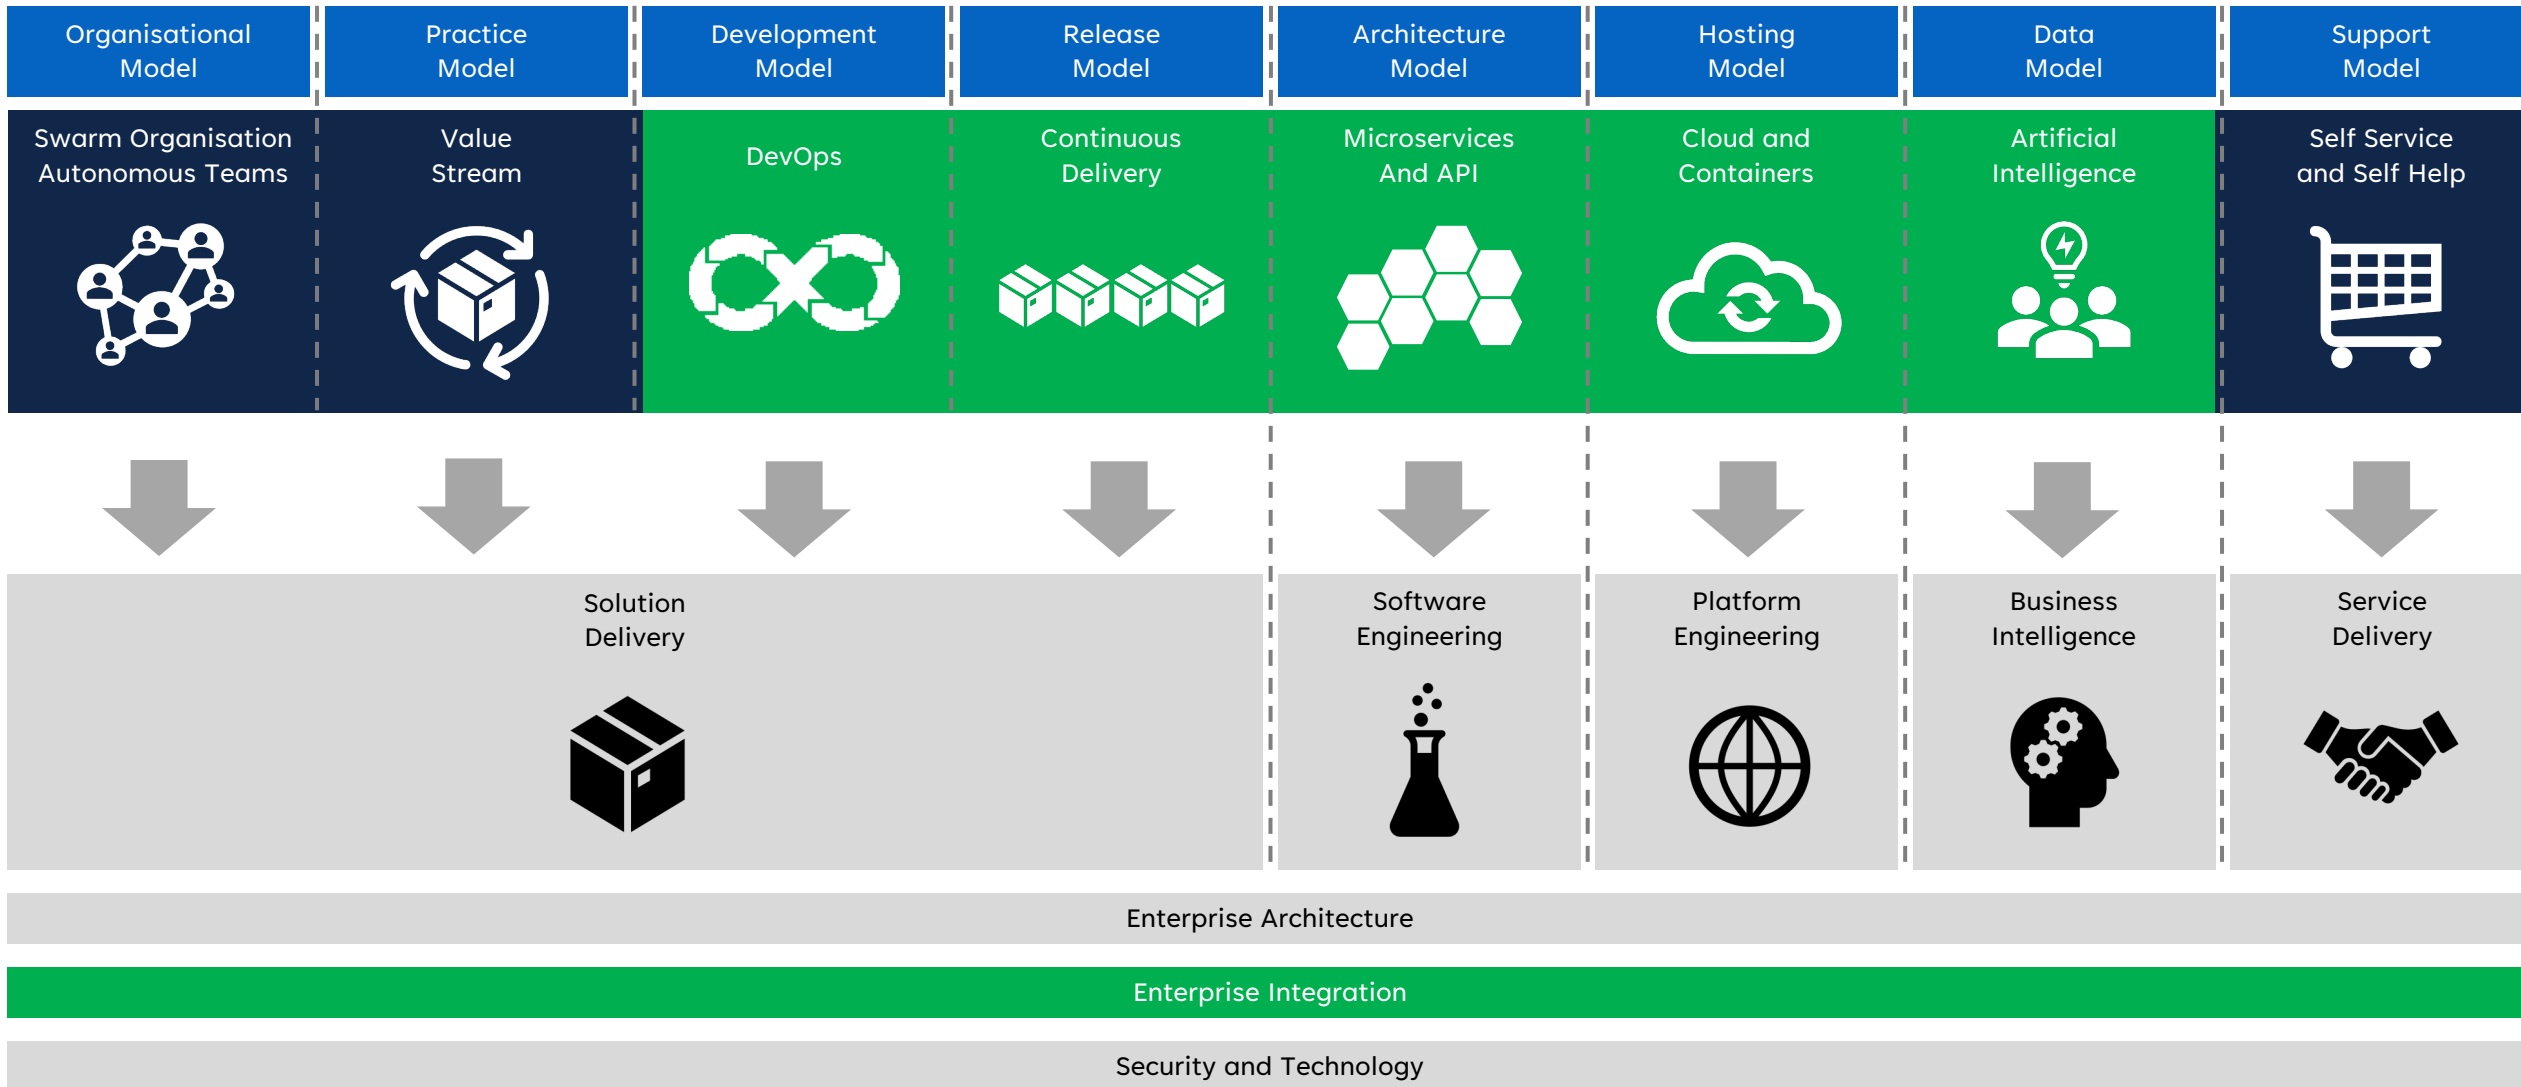 Organisational
Model
Practice
Model
Development
Model
Release
Model
Architecture
Model
Hosting
Model
Data
Model
Support
Model
Swarm Organisation
Autonomous Teams
Value
Stream
DevOps
Continuous
Delivery
Microservices
And API
Cloud and
Containers
Artificial
Intelligence
Self Service
and Self Help
Solution
Delivery
Software
Engineering
Platform
Engineering
Business
Intelligence
Service
Delivery
Enterprise Architecture
Enterprise Integration
Security and Technology